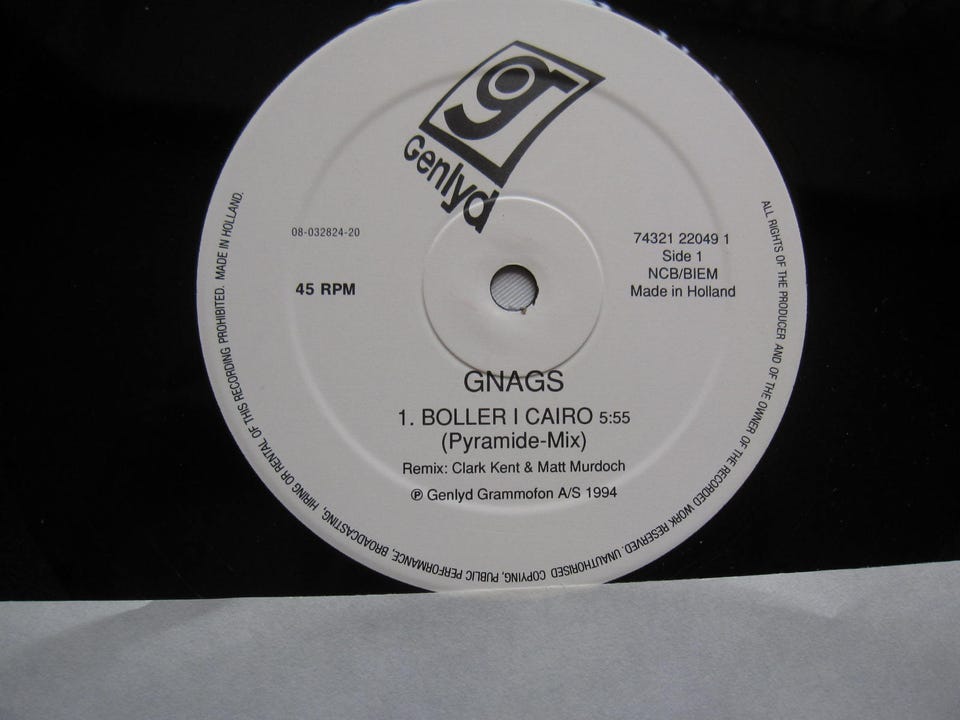 g
Genlyd
08-032824-20
45 RPM
74321 22049 1
Side 1
NCB/BIEM
Made in Holland
GNAGS
1. BOLLER I CAIRO 5:55
(Pyramide-Mix)
Remix: Clark Kent & Matt Murdoch
℗ Genlyd Grammofon A/S 1994
ALL RIGHTS OF THE PRODUCER AND OF THE OWNER OF THE RECORDED WORK RESERVED. UNAUTHORISED COPYING, PUBLIC PERFORMANCE, BROADCASTING, HIRING OR RENTAL OF THIS RECORDING PROHIBITED. MADE IN HOLLAND.